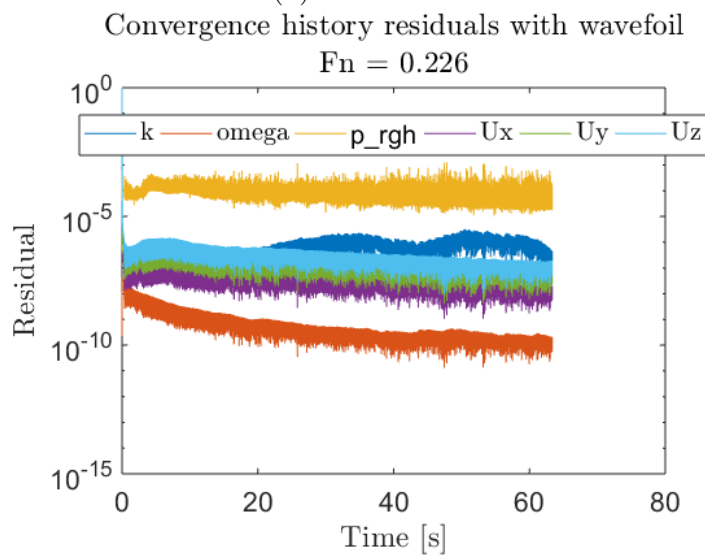 Convergence history residuals with wavefoil
Fn = 0.226
10^0
k omega p_rgh Ux Uy Uz
10^-5
10^-10
10^-15
Residual
0 20 40 60 80
Time [s]